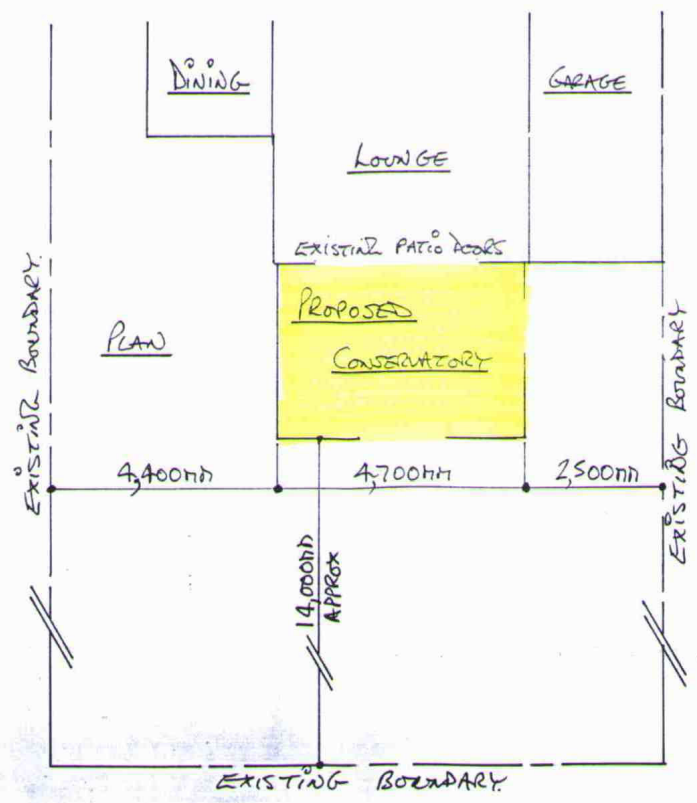 DINING
GARAGE
LOUNGE
EXISTING PATIO DOORS
PROPOSED
CONSERVATORY
PLAN
EXISTING BOUNDARY.
EXISTING BOUNDARY
4,400mm
4,700mm
2,500mm
14,000mm
APPROX
EXISTING BOUNDARY.